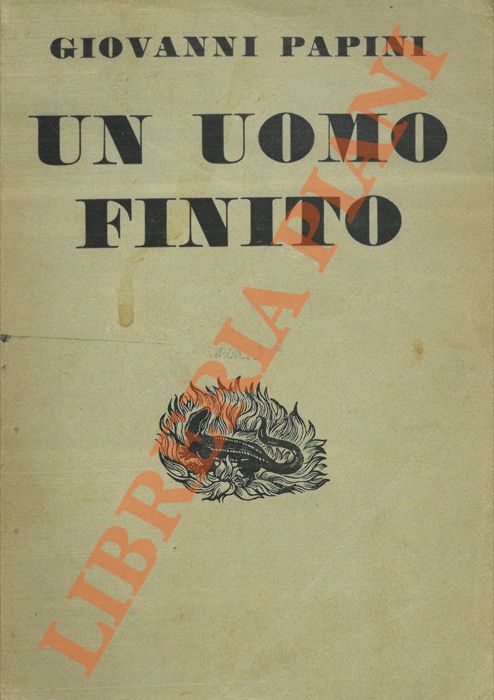 GIOVANNI PAPINI
UN UOMO
FINITO
LIBRERIA PIANI